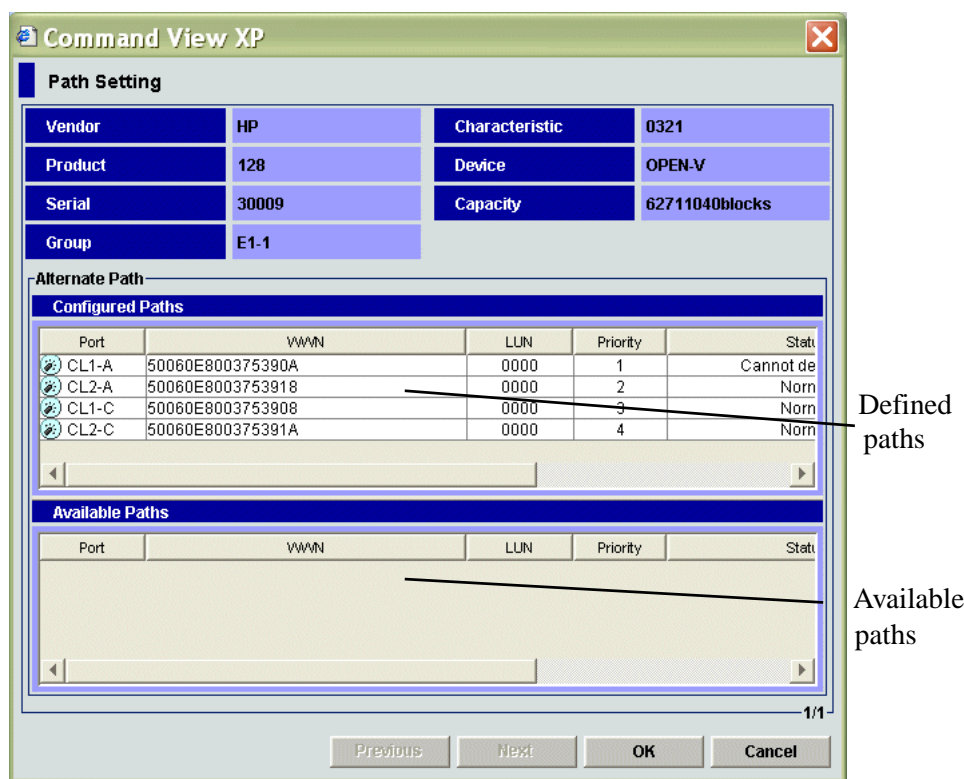 Command View XP
Path Setting
Vendor HP Characteristic 0321
Product 128 Device OPEN-V
Serial 30009 Capacity 62711040blocks
Group E1-1
Alternate Path
Configured Paths
Port WWN LUN Priority Statu
CL1-A 50060E800375390A 0000 1 Cannot de
CL2-A 50060E8003753918 0000 2 Norn
CL1-C 50060E8003753908 0000 3 Norn
CL2-C 50060E800375391A 0000 4 Norn
Defined
paths
Available Paths
Port WWN LUN Priority Statu
Available
paths
1/1
Previous Next OK Cancel